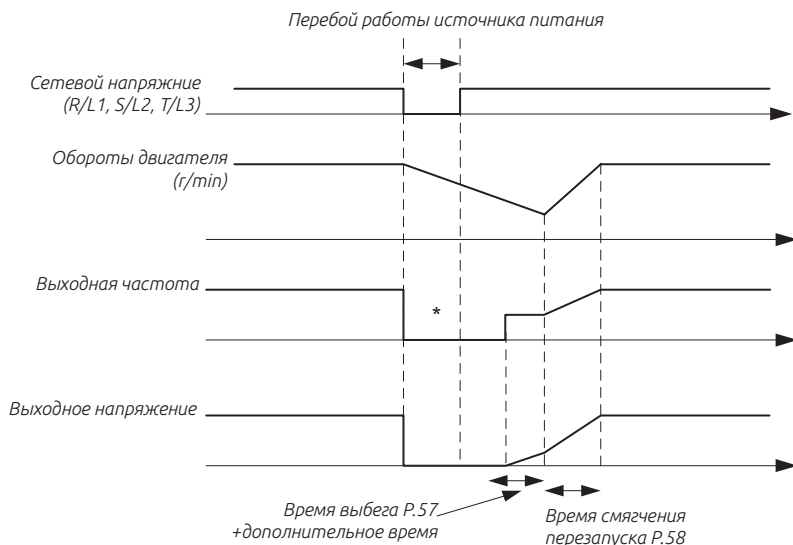 Перебой работы источника питания
Сетевой напряжние
(R/L1, S/L2, T/L3)
Обороты двигателя
(r/min)
Выходная частота
*
Выходное напряжение
Время выбега P.57
+дополнительное время
Время смягчения
перезапуска P.58